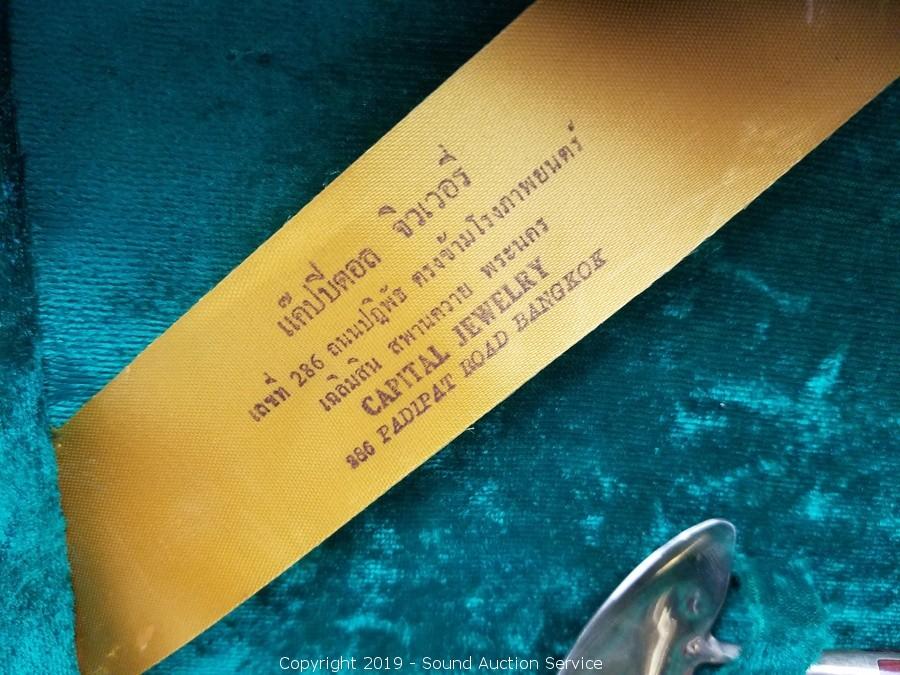 แค๊ปปี่ตอล จิวเวอรี่
เลขที่ 286 ถนนปฏิพัธ ตรงข้ามโรงภาพยนตร์
เฉลิมสิน สพานควาย พระนคร
CAPITAL JEWELRY
286 PADIPAT ROAD BANGKOK
Copyright 2019 - Sound Auction Service